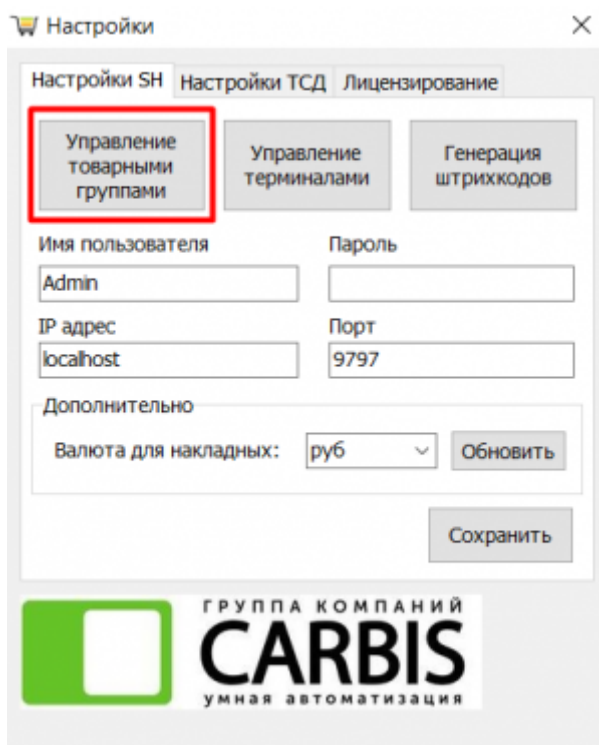 Настройки
Настройки SH Настройки ТСД Лицензирование
Управление товарными группами
Управление терминалами
Генерация штрихкодов
Имя пользователя Пароль
Admin
IP адрес Порт
localhost 9797
Дополнительно
Валюта для накладных: руб Обновить
Сохранить
ГРУППА КОМПАНИЙ
CARBIS
умная автоматизация